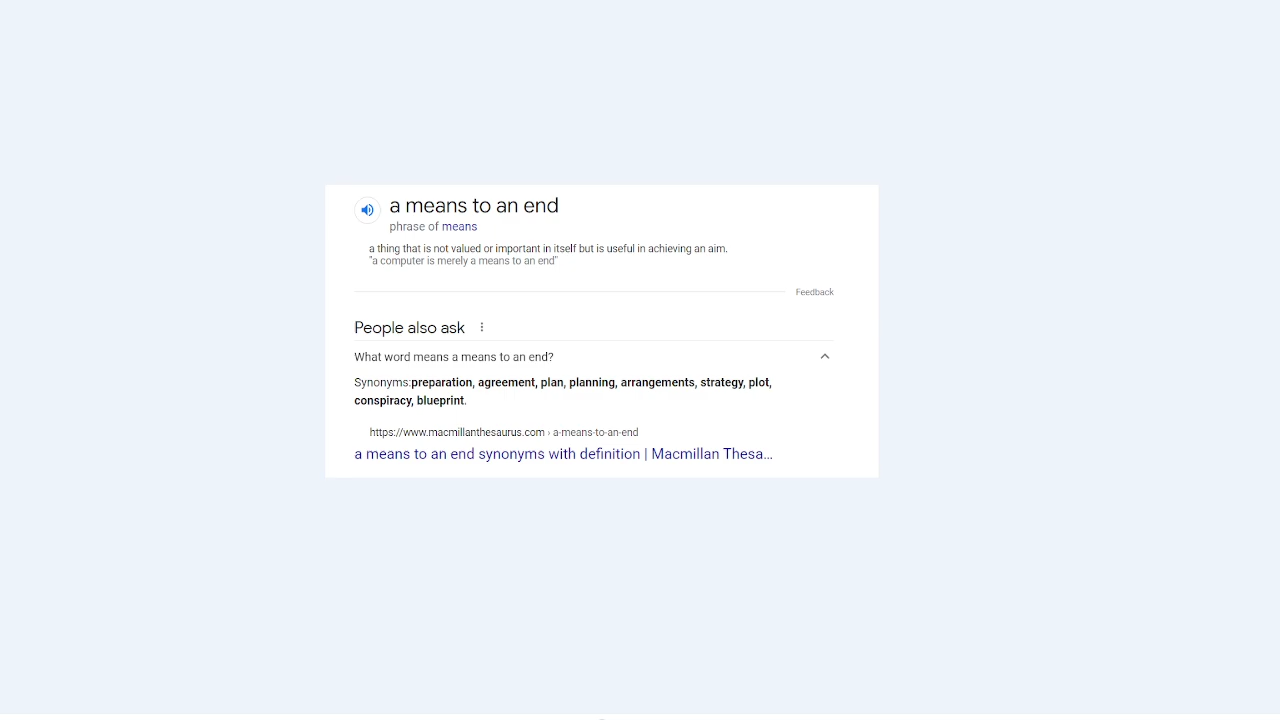 a means to an end
phrase of means
a thing that is not valued or important in itself but is useful in achieving an aim.
"a computer is merely a means to an end"
Feedback
People also ask
What word means a means to an end?
Synonyms:preparation, agreement, plan, planning, arrangements, strategy, plot,
conspiracy, blueprint.
https://www.macmillanthesaurus.com › a-means-to-an-end
a means to an end synonyms with definition | Macmillan Thesa...